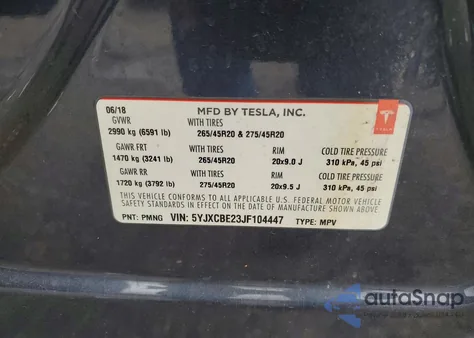 06/18 MFD BY TESLA, INC.
GVWR WITH TIRES
2990 kg (6591 lb) 265/45R20 & 275/45R20
GAWR FRT WITH TIRES RIM COLD TIRE PRESSURE
1470 kg (3241 lb) 265/45R20 20x9.0 J 310 kPa, 45 psi
GAWR RR WITH TIRES RIM COLD TIRE PRESSURE
1720 kg (3792 lb) 275/45R20 20x9.5 J 310 kPa, 45 psi
THIS VEHICLE CONFORMS TO ALL APPLICABLE U.S. FEDERAL MOTOR VEHICLE
SAFETY STANDARDS IN EFFECT ON THE DATE OF MANUFACTURE SHOWN ABOVE.
PNT: PMNG VIN: 5YJXCBE23JF104447 TYPE: MPV
TESLA
autoSnap